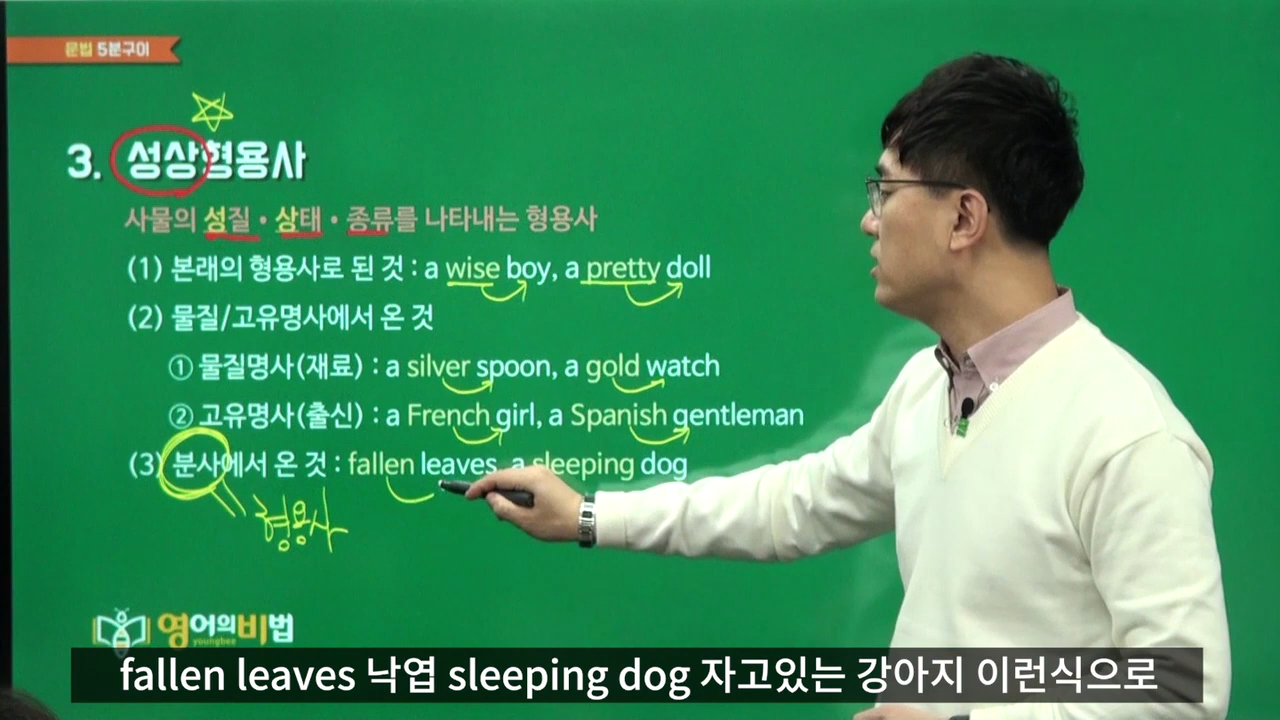 문법 5분구이
3. 성상형용사
사물의 성질·상태·종류를 나타내는 형용사
(1) 본래의 형용사로 된 것 : a wise boy, a pretty doll
(2) 물질/고유명사에서 온 것
① 물질명사(재료) : a silver spoon, a gold watch
② 고유명사(출신) : a French girl, a Spanish gentleman
(3) 분사에서 온 것 : fallen leaves, a sleeping dog
형용사
영어의비법
youngbee
fallen leaves 낙엽 sleeping dog 자고있는 강아지 이런식으로